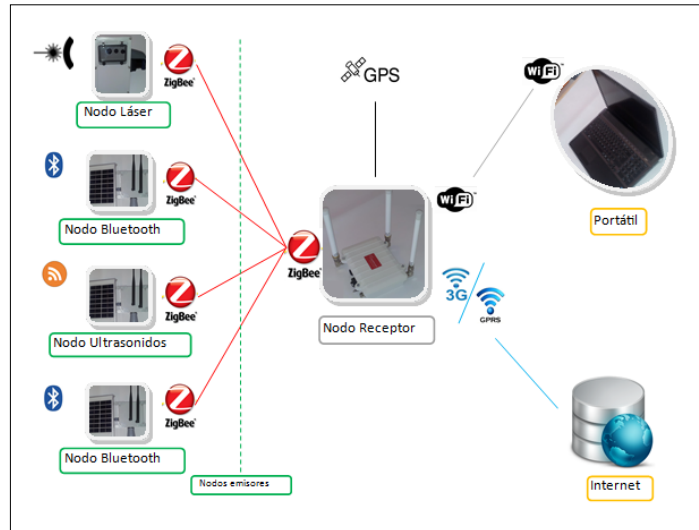 ZigBee
Nodo Láser
ZigBee
Nodo Bluetooth
ZigBee
Nodo Ultrasonidos
ZigBee
Nodo Bluetooth
Nodos emisores
GPS
ZigBee
Nodo Receptor
WiFi
WiFi
Portátil
3G
GPRS
Internet